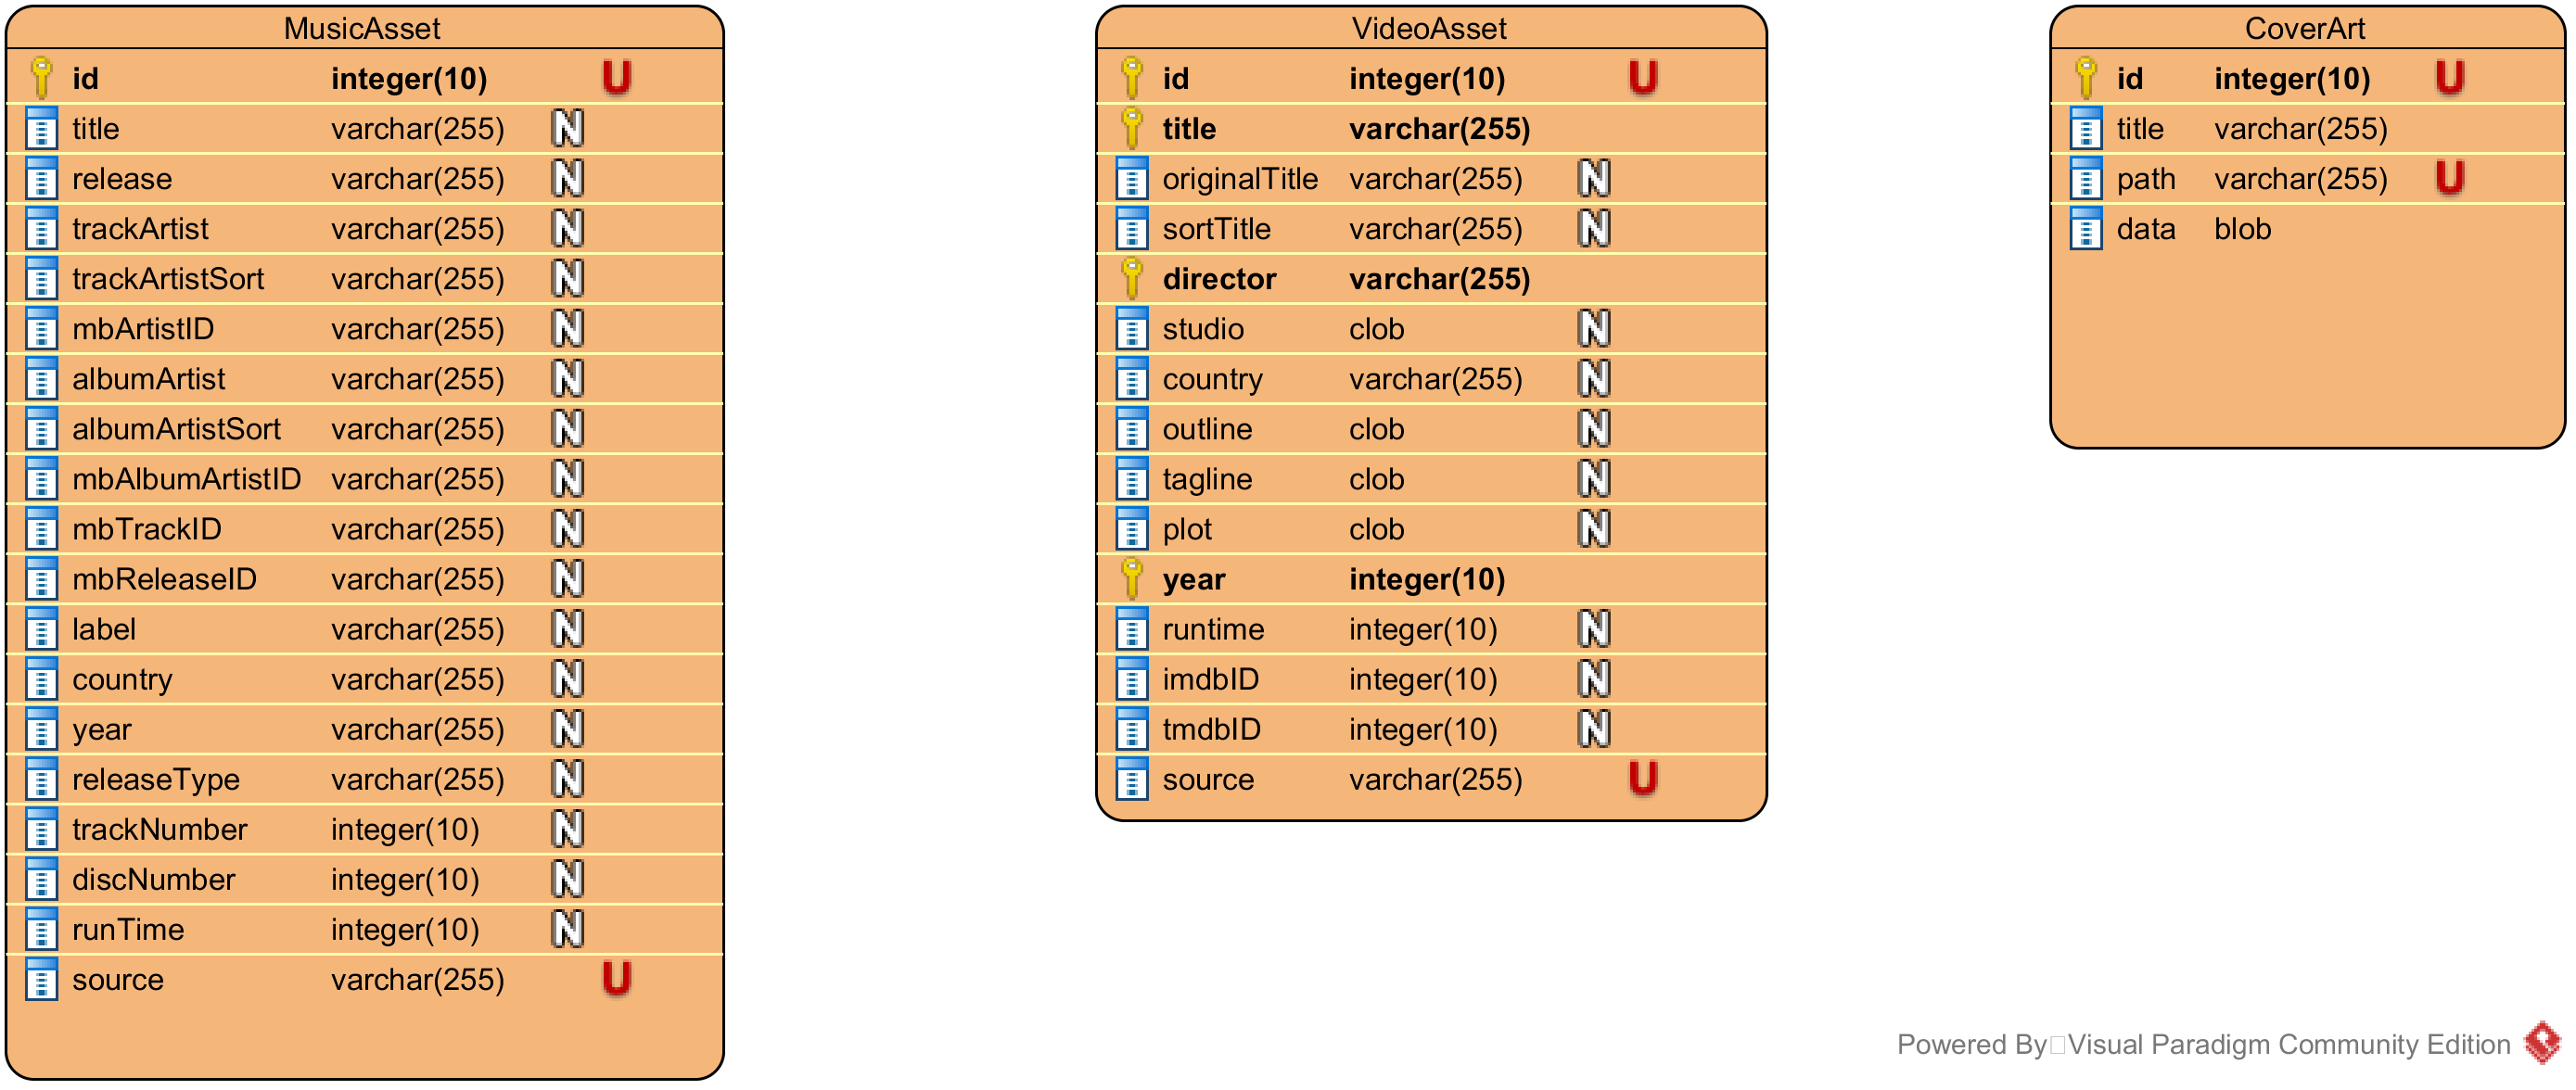 MusicAsset
id integer(10) U
title varchar(255) N
release varchar(255) N
trackArtist varchar(255) N
trackArtistSort varchar(255) N
mbArtistID varchar(255) N
albumArtist varchar(255) N
albumArtistSort varchar(255) N
mbAlbumArtistID varchar(255) N
mbTrackID varchar(255) N
mbReleaseID varchar(255) N
label varchar(255) N
country varchar(255) N
year varchar(255) N
releaseType varchar(255) N
trackNumber integer(10) N
discNumber integer(10) N
runTime integer(10) N
source varchar(255) U
VideoAsset
id integer(10) U
title varchar(255)
originalTitle varchar(255) N
sortTitle varchar(255) N
director varchar(255)
studio clob N
country varchar(255) N
outline clob N
tagline clob N
plot clob N
year integer(10)
runtime integer(10) N
imdbID integer(10) N
tmdbID integer(10) N
source varchar(255) U
CoverArt
id integer(10) U
title varchar(255)
path varchar(255) U
data blob
Powered By Visual Paradigm Community Edition